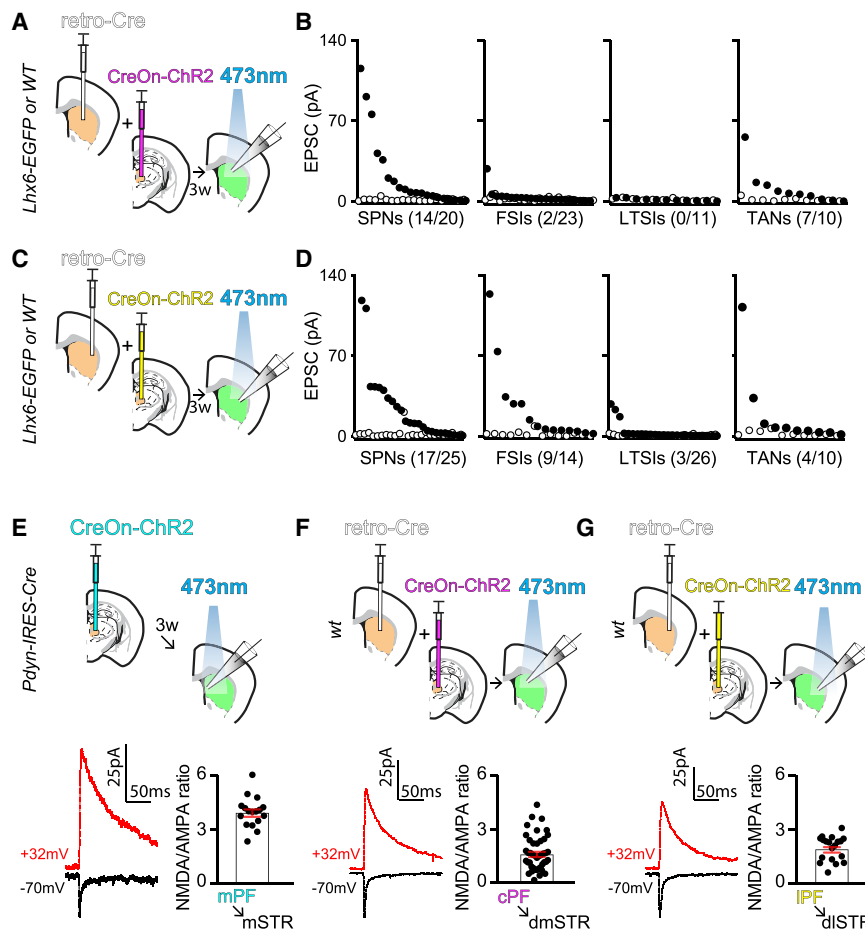 A
retro-Cre
Lhx6-EGFP or WT
CreOn-ChR2
473nm
+
3w
B
EPSC (pA)
140
70
0
SPNs (14/20)
FSIs (2/23)
LTSIs (0/11)
TANs (7/10)
C
retro-Cre
Lhx6-EGFP or WT
CreOn-ChR2
473nm
+
3w
D
EPSC (pA)
140
70
0
SPNs (17/25)
FSIs (9/14)
LTSIs (3/26)
TANs (4/10)
E
CreOn-ChR2
Pdyn-IRES-Cre
473nm
3w
25pA
50ms
+32mV
-70mV
NMDA/AMPA ratio
6
3
0
mPF
mSTR
F
retro-Cre
wt
CreOn-ChR2
473nm
+
25pA
50ms
+32mV
-70mV
NMDA/AMPA ratio
6
3
0
cPF
dmSTR
G
retro-Cre
wt
CreOn-ChR2
473nm
+
25pA
50ms
+32mV
-70mV
NMDA/AMPA ratio
6
3
0
lPF
dlSTR